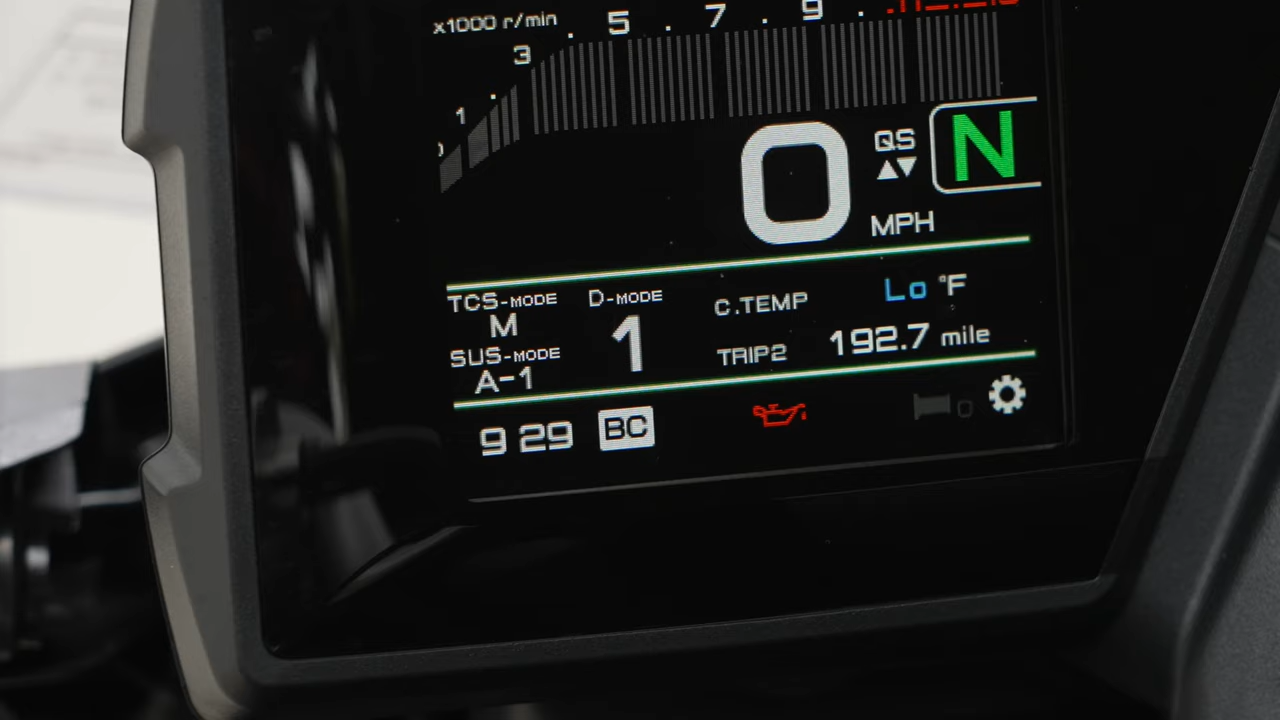 x1000 r/min
1 . 3 . 5 . 7 . 9 .
0
QS
N
MPH
TCS-MODE
M
D-MODE
1
C.TEMP
Lo °F
SUS-MODE
A-1
TRIP2
192.7 mile
9 29
BC
0